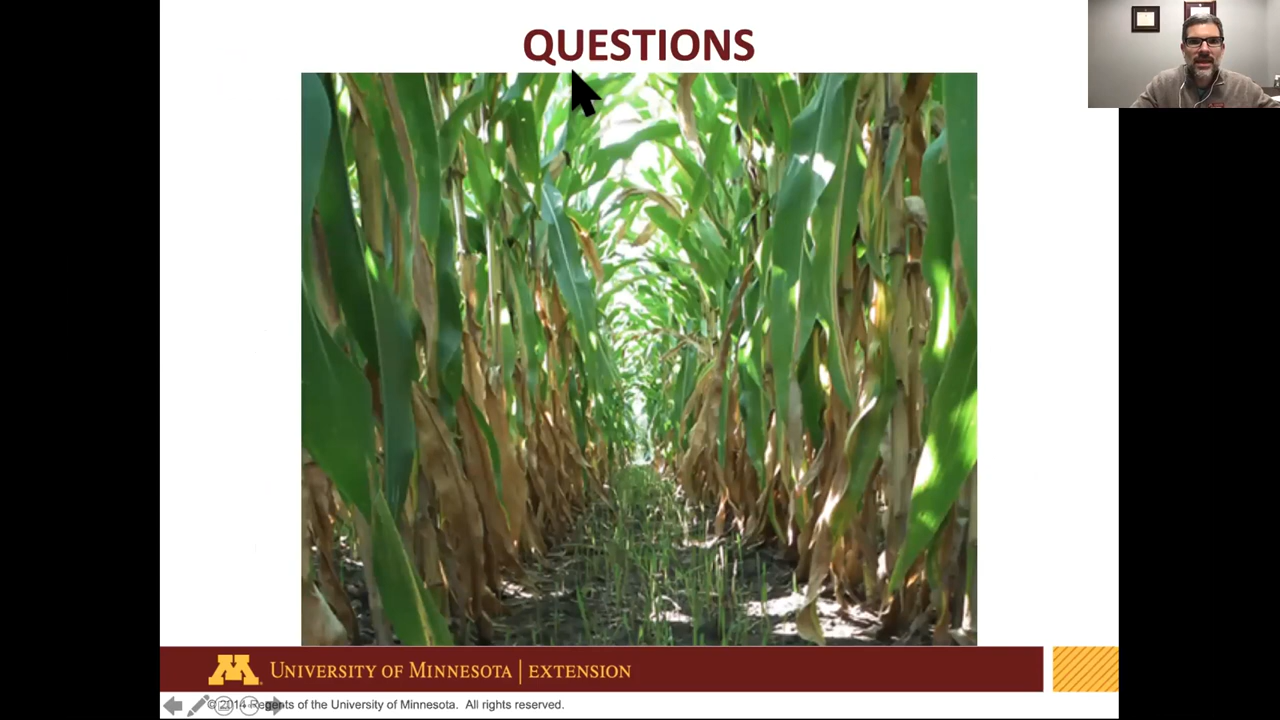 QUESTIONS
UNIVERSITY OF MINNESOTA | EXTENSION
© 2014 Regents of the University of Minnesota. All rights reserved.